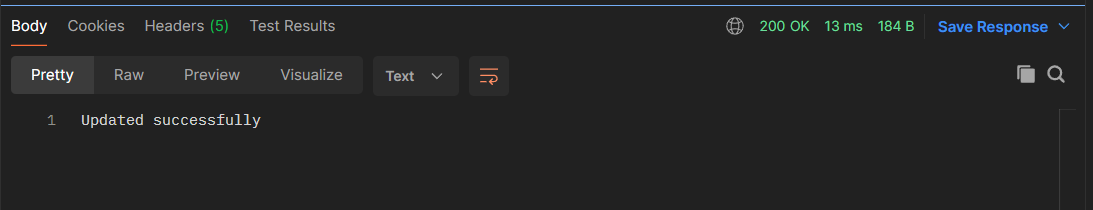 Body Cookies Headers (5) Test Results 200 OK 13 ms 184 B Save Response
Pretty Raw Preview Visualize Text
1 Updated successfully